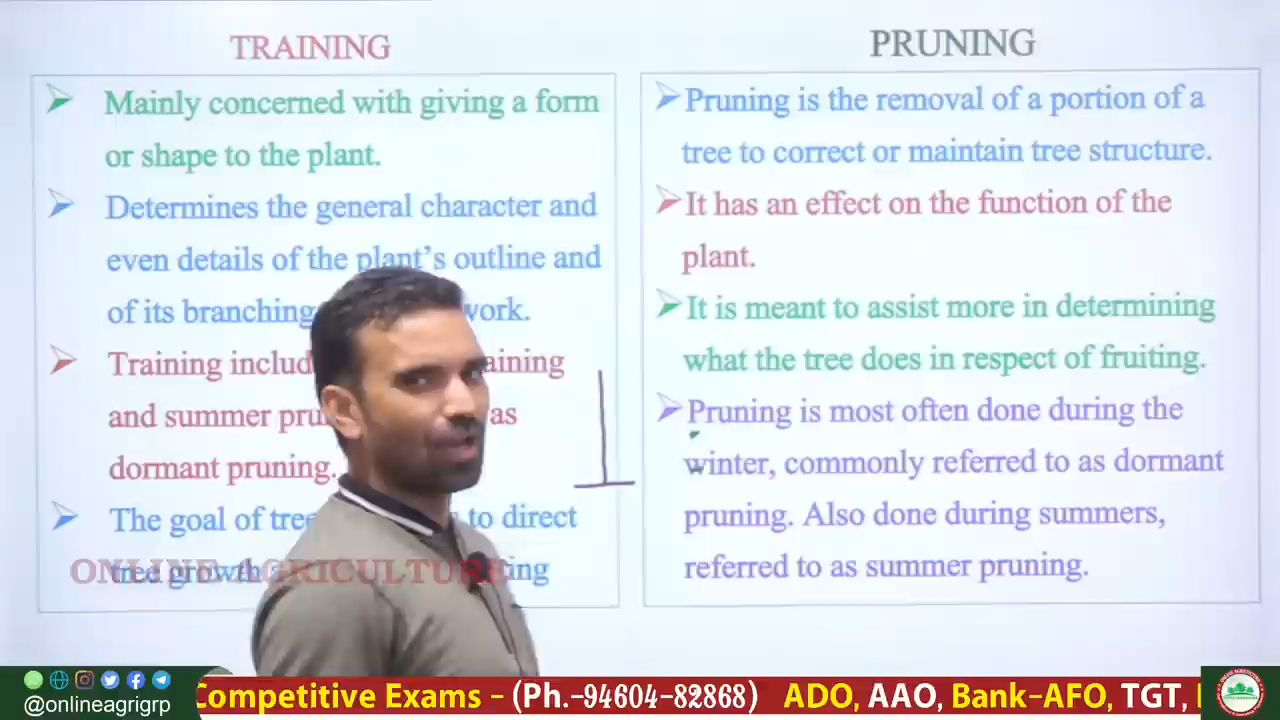 TRAINING
Mainly concerned with giving a form
or shape to the plant.
Determines the general character and
even details of the plant's outline and
of its branching work.
Training includ aining
and summer pru as
dormant pruning.
The goal of tree to direct
tree growth ting
ONLINE AGRICULTURE
PRUNING
Pruning is the removal of a portion of a
tree to correct or maintain tree structure.
It has an effect on the function of the
plant.
It is meant to assist more in determining
what the tree does in respect of fruiting.
Pruning is most often done during the
winter, commonly referred to as dormant
pruning. Also done during summers,
referred to as summer pruning.
@onlineagrigrp
Competitive Exams – (Ph.-94604-82868) ADO, AAO, Bank-AFO, TGT,